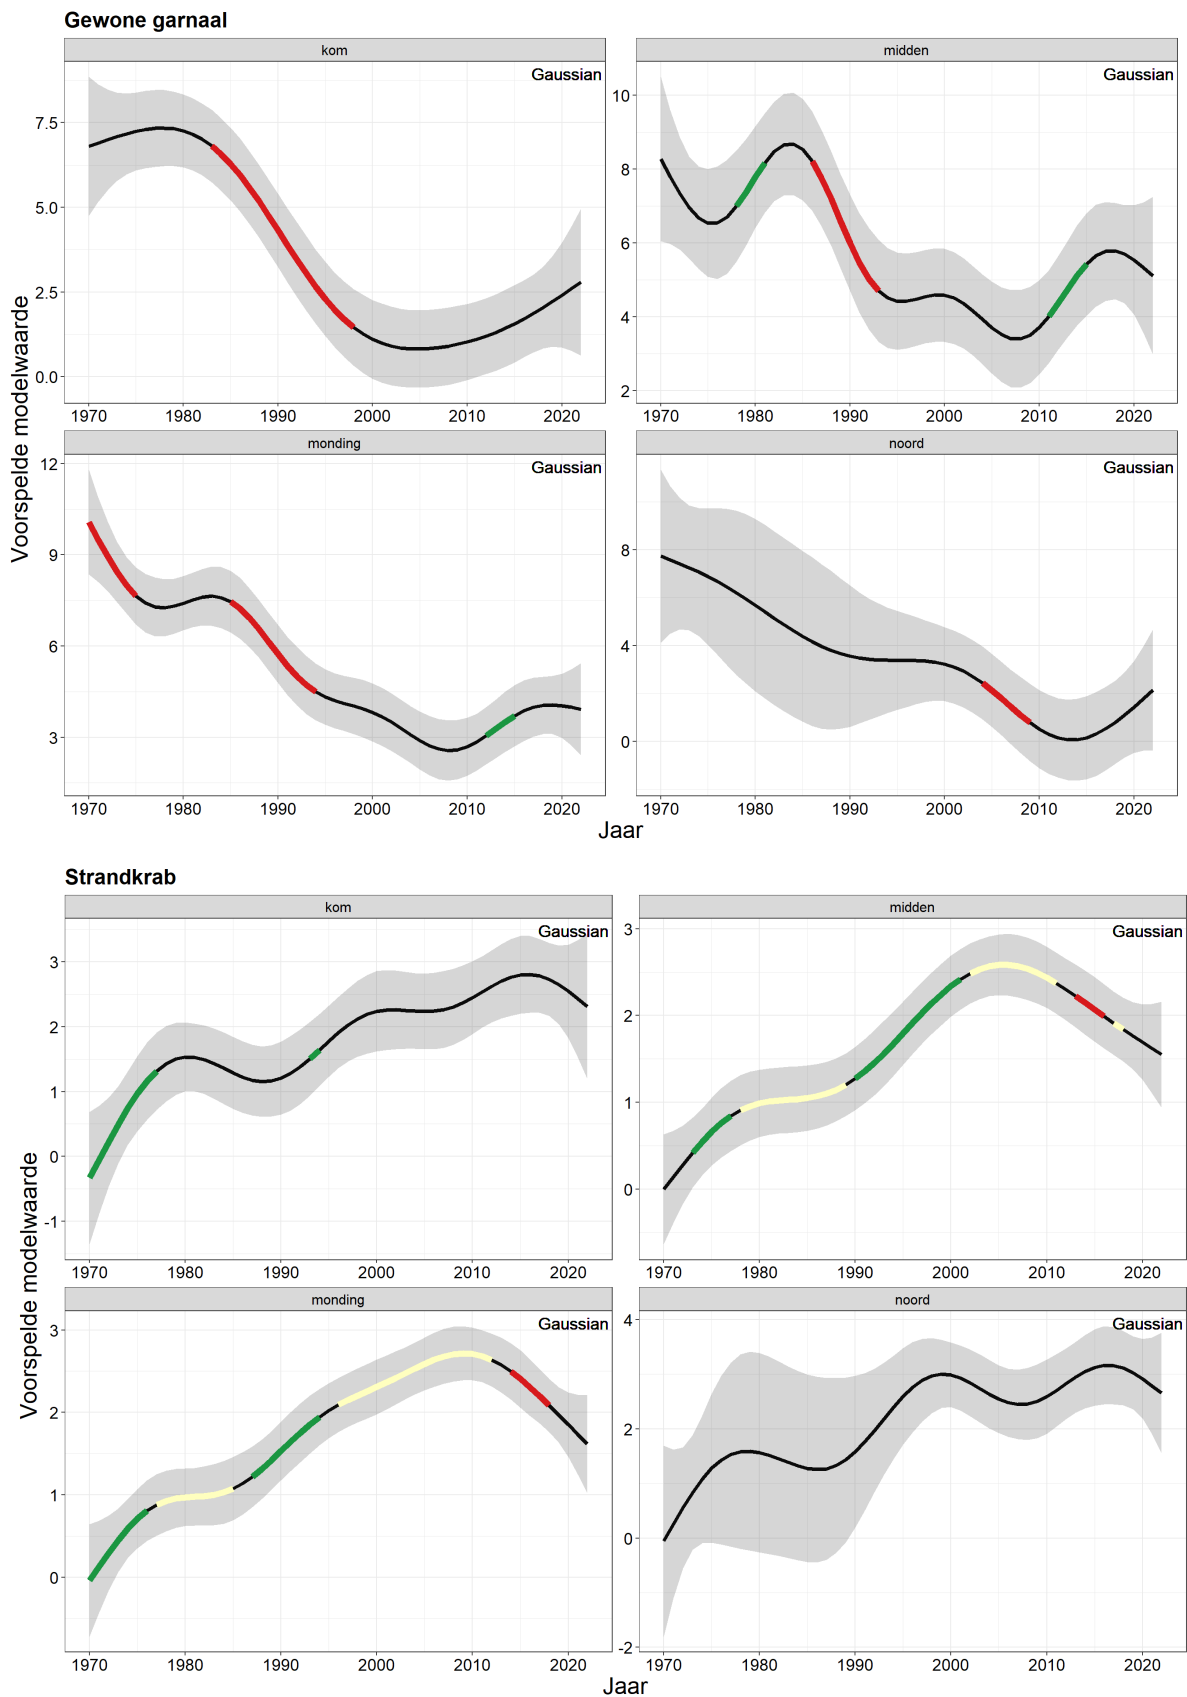 Gewone garnaal
kom
midden
Gaussian
Gaussian
7.5
5.0
2.5
0.0
10
8
6
4
2
1970 1980 1990 2000 2010 2020
1970 1980 1990 2000 2010 2020
monding
noord
Gaussian
Gaussian
12
9
6
3
8
4
0
1970 1980 1990 2000 2010 2020
1970 1980 1990 2000 2010 2020
Voorspelde modelwaarde
Jaar
Strandkrab
kom
midden
Gaussian
Gaussian
3
2
1
0
-1
3
2
1
0
1970 1980 1990 2000 2010 2020
1970 1980 1990 2000 2010 2020
monding
noord
Gaussian
Gaussian
3
2
1
0
4
2
0
-2
1970 1980 1990 2000 2010 2020
1970 1980 1990 2000 2010 2020
Voorspelde modelwaarde
Jaar